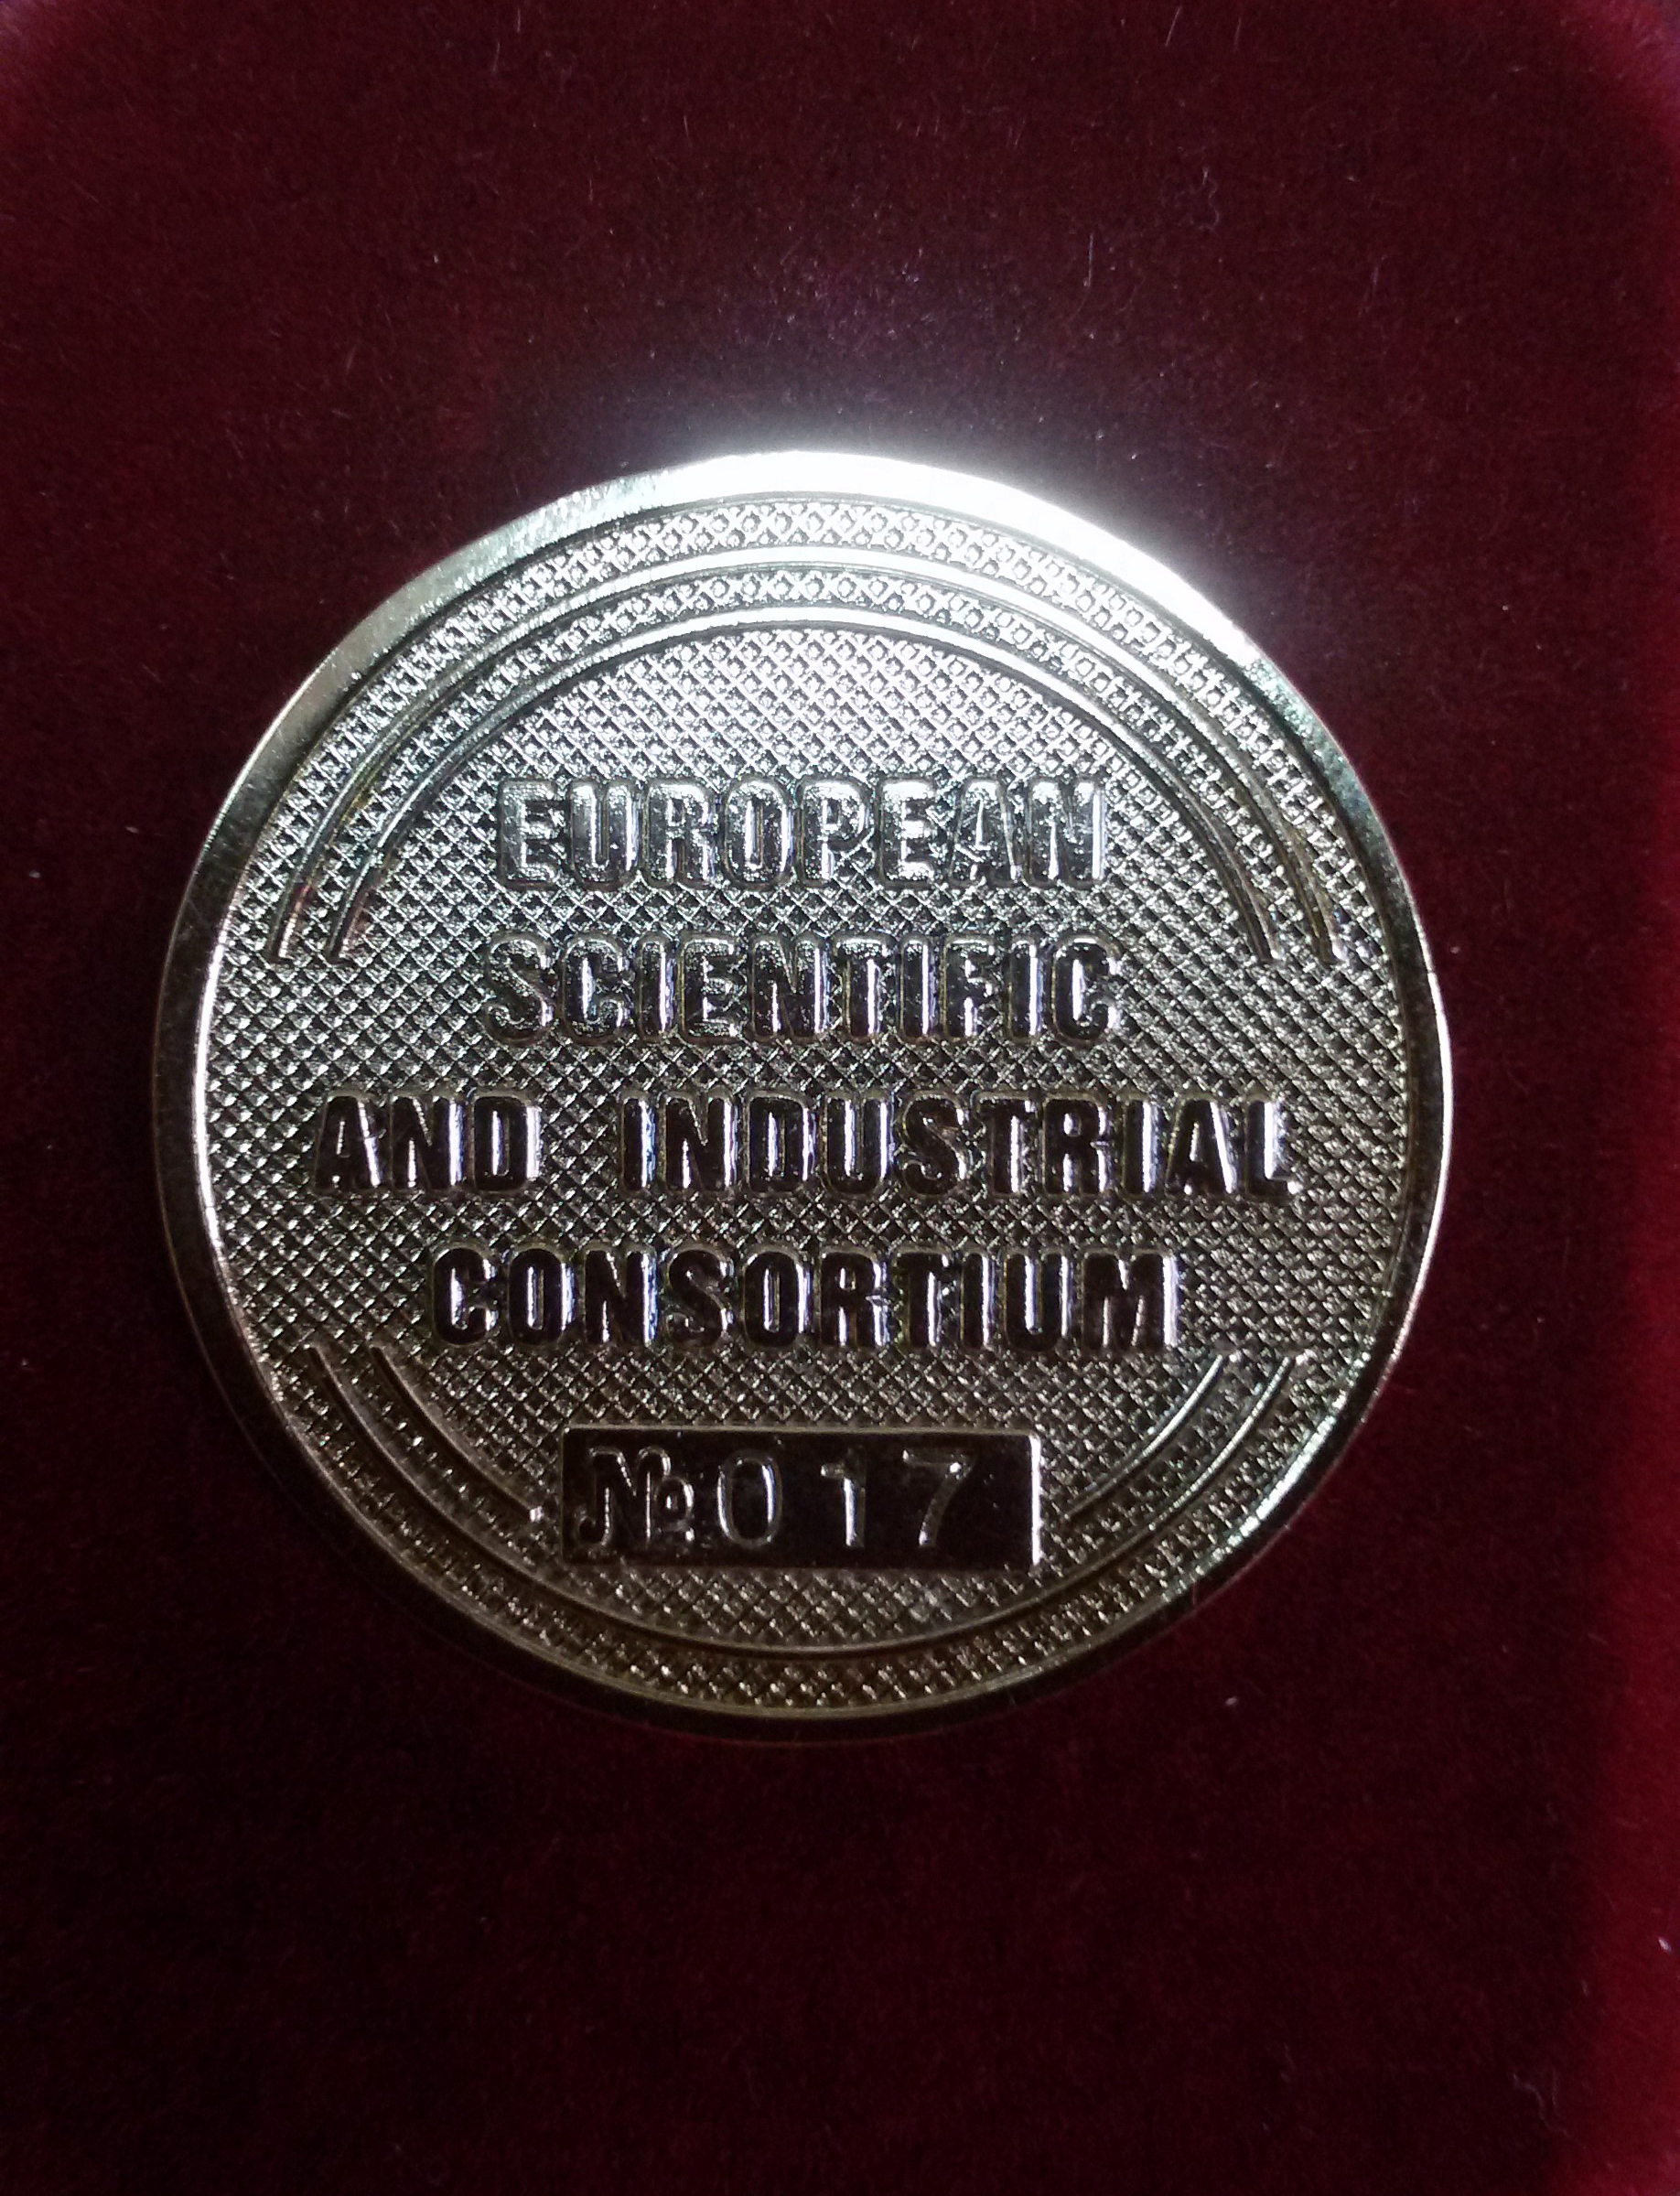 EUROPEAN
SCIENTIFIC
AND INDUSTRIAL
CONSORTIUM
№017